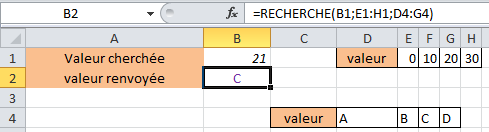 B2 fx =RECHERCHE(B1;E1:H1;D4:G4)
A B C D E F G H
1 Valeur cherchée 21 valeur 0 10 20 30
2 valeur renvoyée C
3
4 valeur A B C D